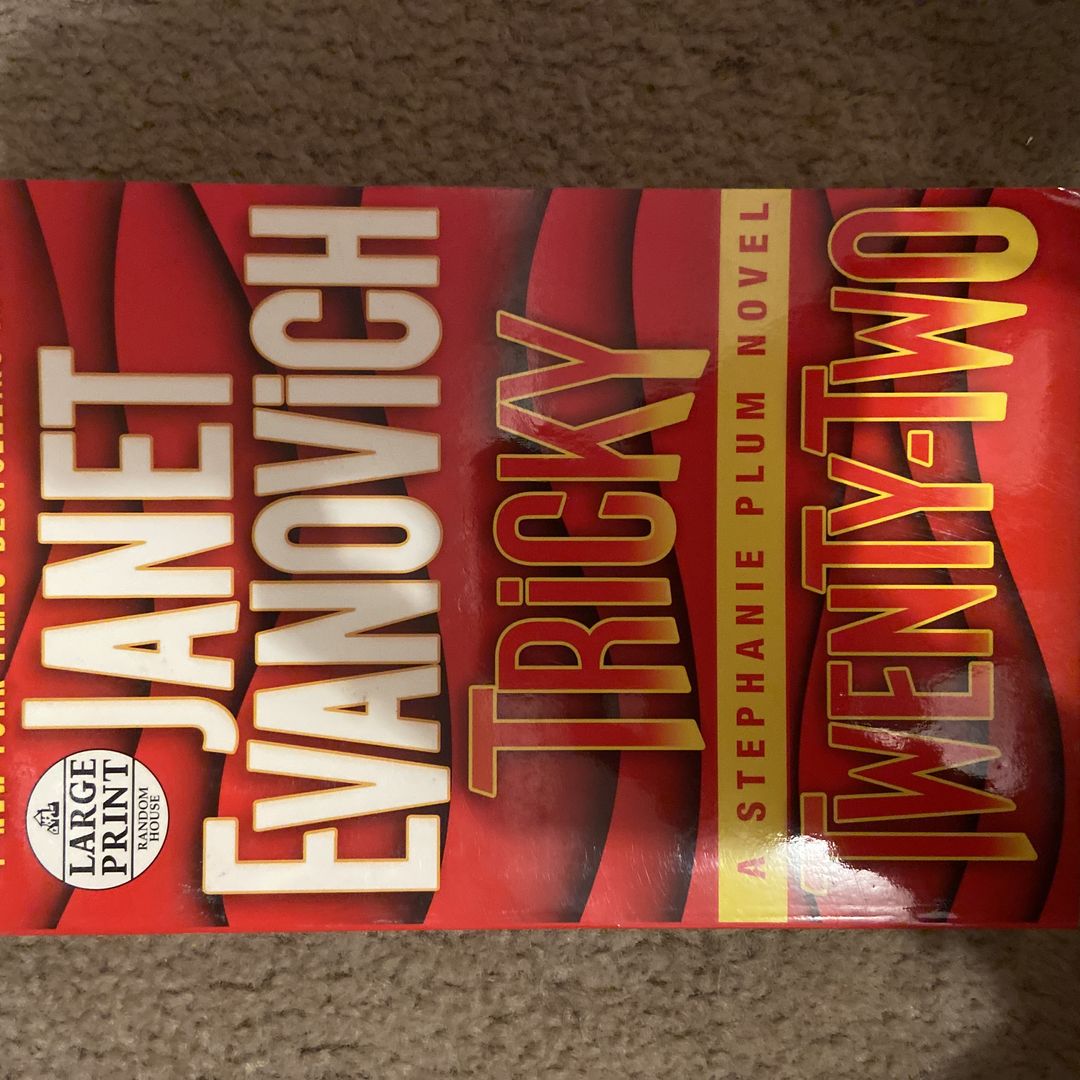 JANET
EVANOViCH
LARGE
PRINT
RANDOM
HOUSE
TRiCKY
A STEPHANIE PLUM NOVEL
TWENTY-TWO